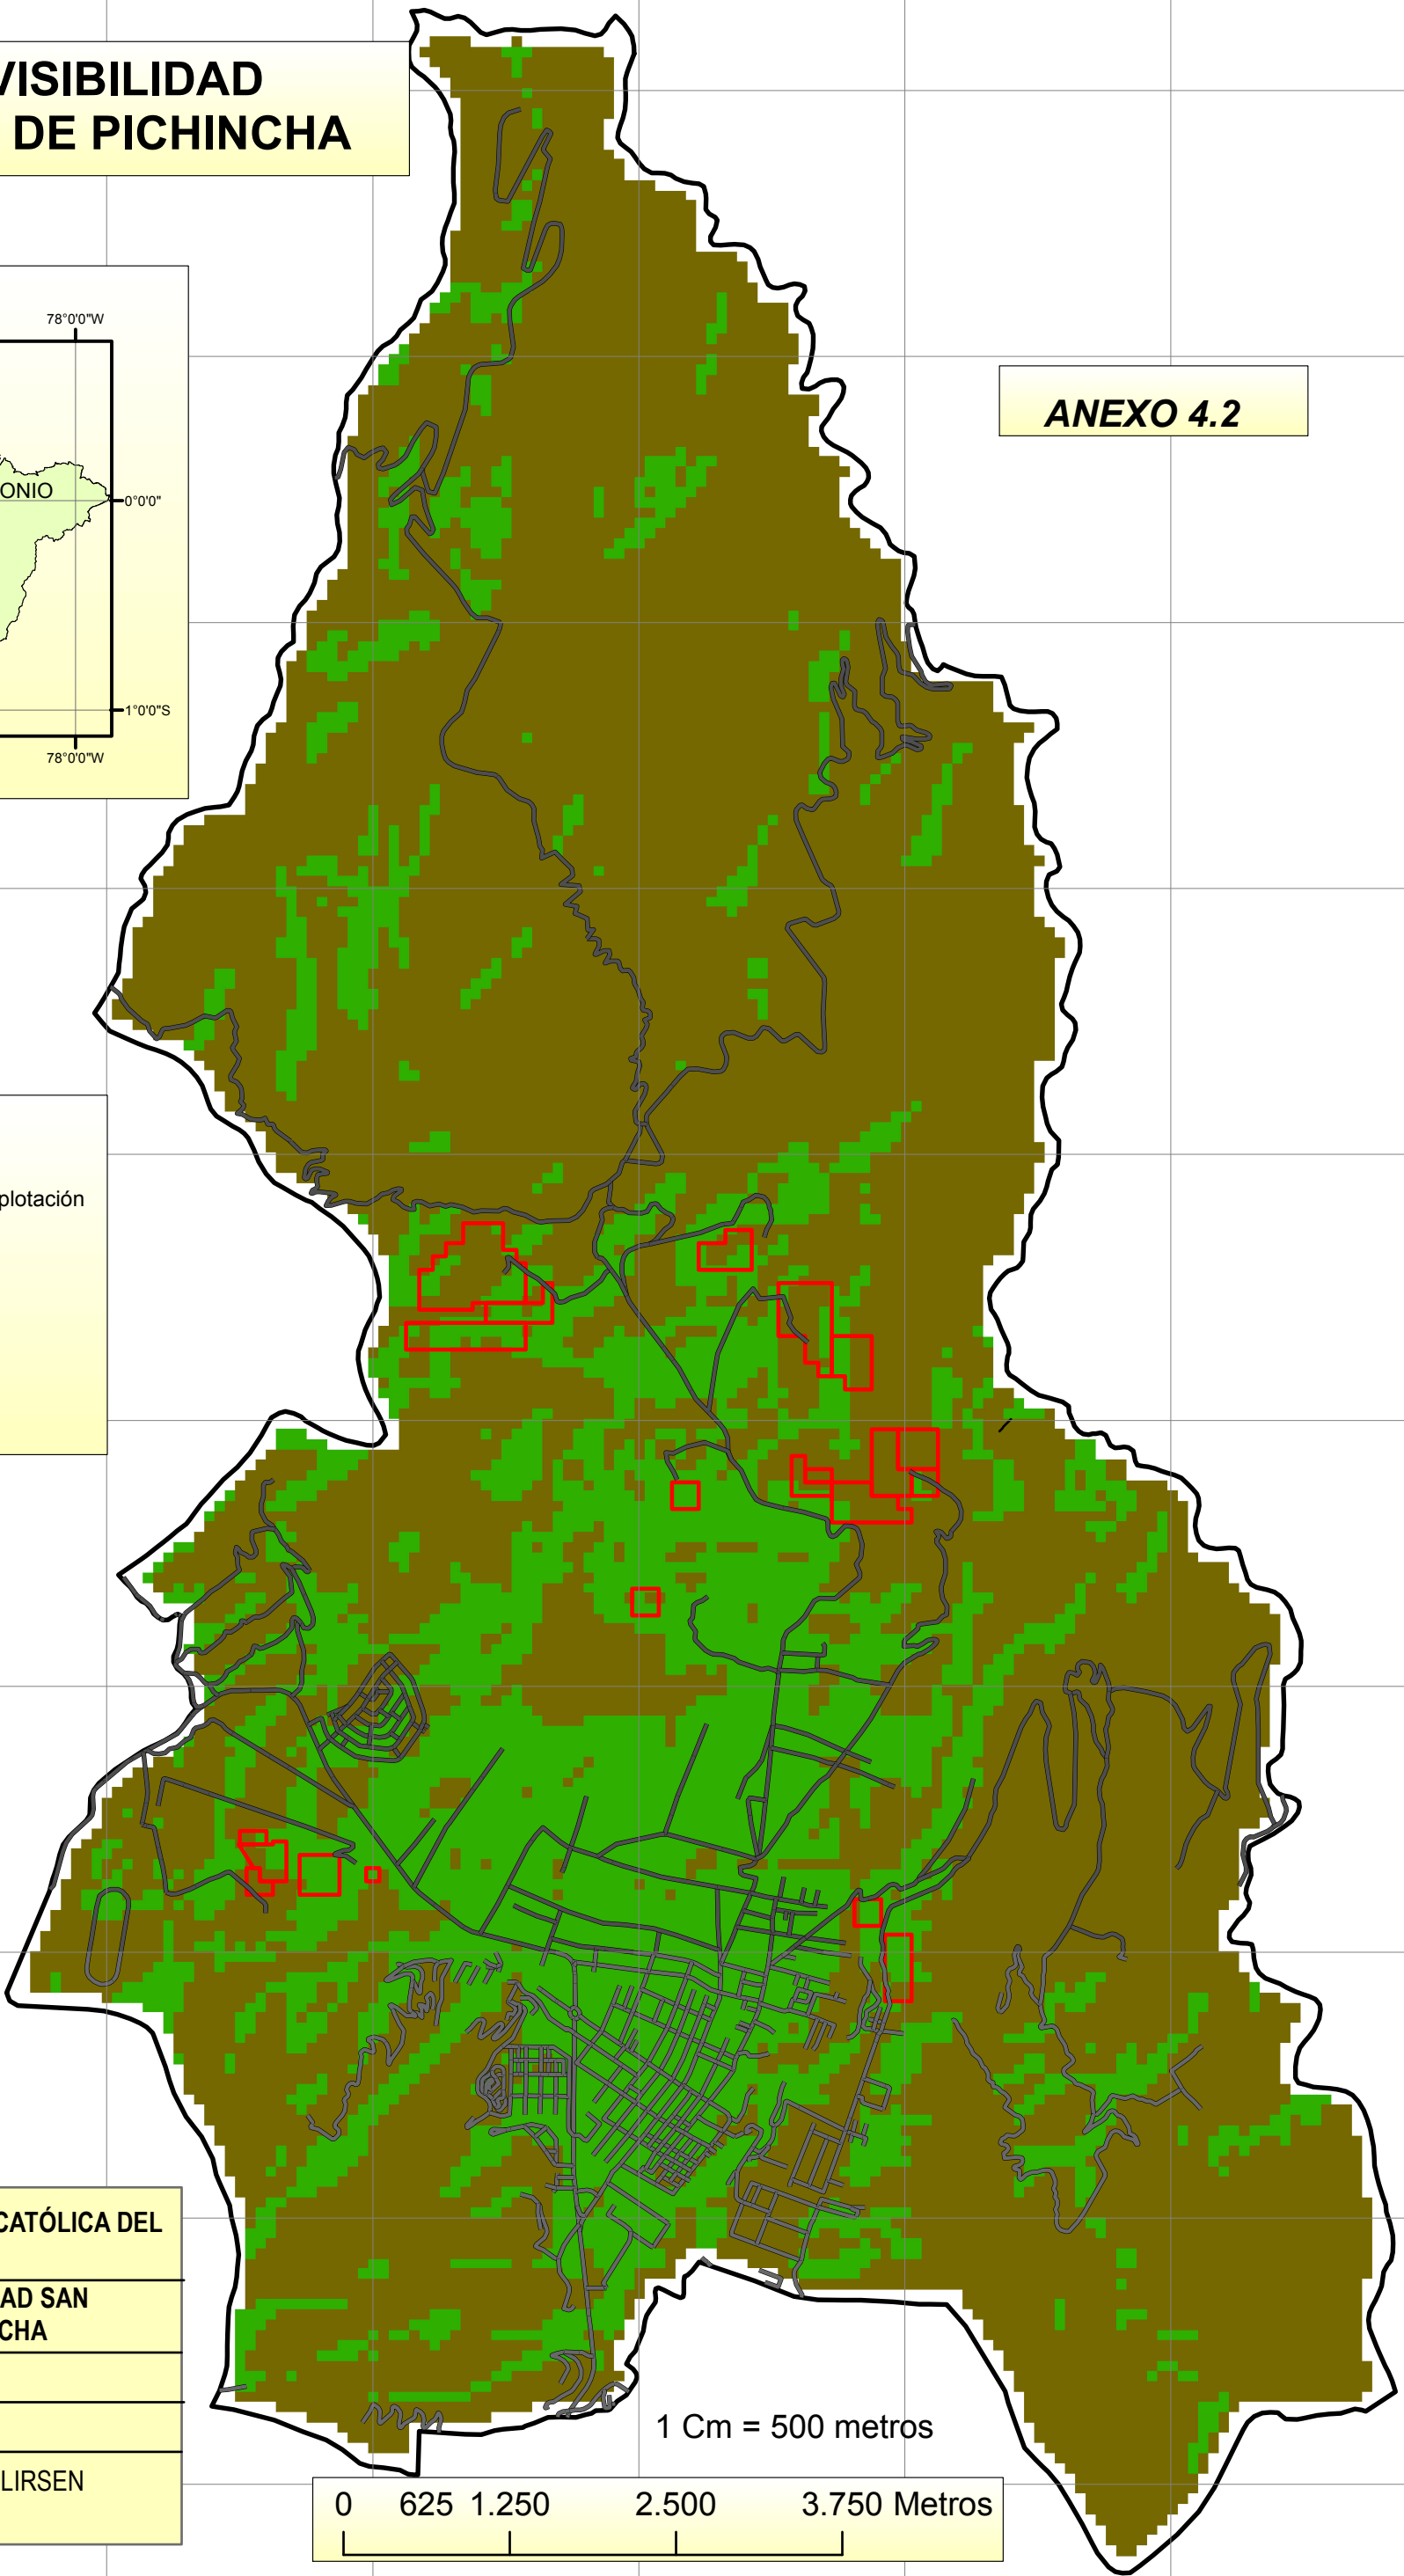 VISIBILIDAD
DE PICHINCHA
78°0'0"W
ONIO
0°0'0"
1°0'0"S
78°0'0"W
ANEXO 4.2
plotación
CATÓLICA DEL
AD SAN
CHA
LIRSEN
1 Cm = 500 metros
0 625 1.250 2.500 3.750 Metros